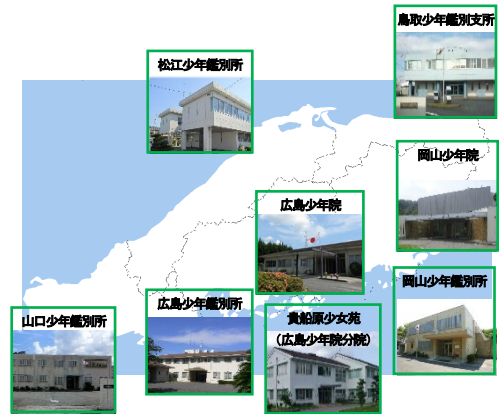 鳥取少年鑑別支所
松江少年鑑別所
岡山少年院
広島少年院
岡山少年鑑別所
広島少年鑑別所
貴船原少女苑
(広島少年院分院)
山口少年鑑別所